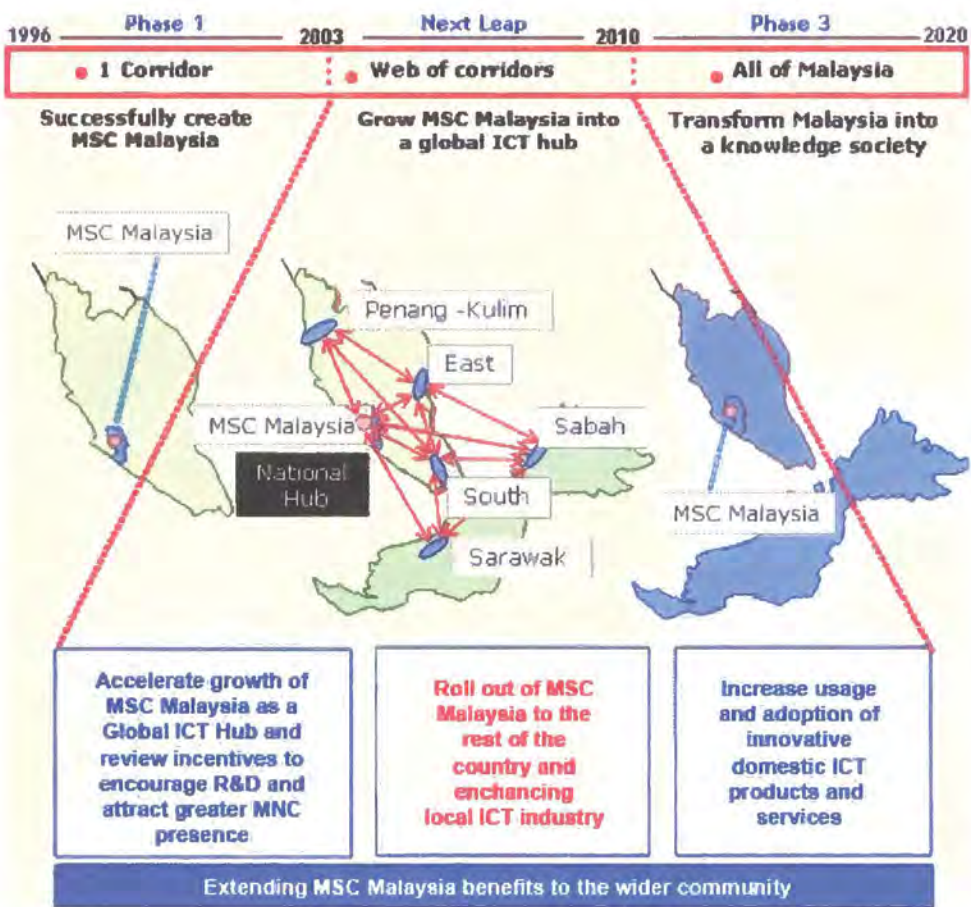 Phase 1 Next Leap Phase 3
1996 2003 2010 2020
• 1 Corridor • Web of corridors • All of Malaysia
Successfully create
MSC Malaysia
Grow MSC Malaysia into
a global ICT hub
Transform Malaysia into
a knowledge society
MSC Malaysia
Penang -Kulim
East
MSC Malaysia
Sabah
National
Hub
South
Sarawak
MSC Malaysia
Accelerate growth of
MSC Malaysia as a
Global ICT Hub and
review incentives to
encourage R&D and
attract greater MNC
presence
Roll out of MSC
Malaysia to the
rest of the
country and
enchancing
local ICT industry
Increase usage
and adoption of
innovative
domestic ICT
products and
services
Extending MSC Malaysia benefits to the wider community